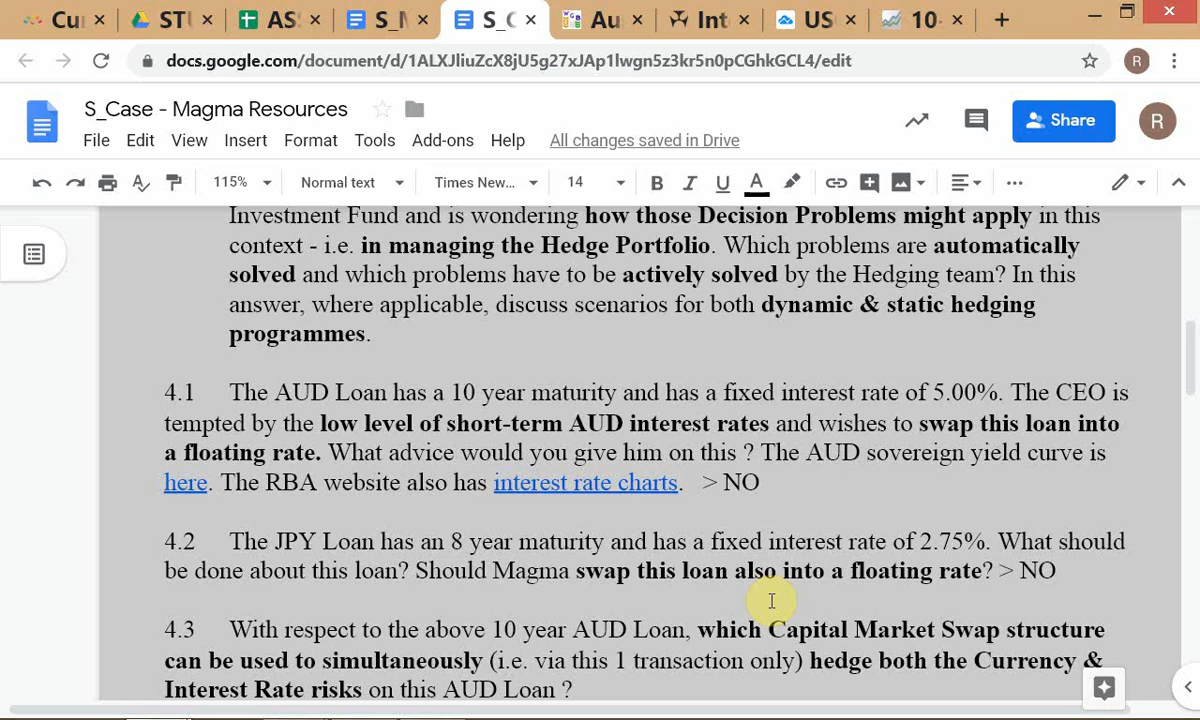 Cu
STU
AS
S_M
S_C
Au
Int
US
10-
docs.google.com/document/d/1ALXJliuZcX8jU5g27xJAp1lwgn5z3kr5n0pCGhkGCL4/edit
R
S_Case - Magma Resources
File Edit View Insert Format Tools Add-ons Help All changes saved in Drive
Share
R
115% Normal text Times New... 14 B I U A
Investment Fund and is wondering how those Decision Problems might apply in this
context - i.e. in managing the Hedge Portfolio. Which problems are automatically
solved and which problems have to be actively solved by the Hedging team? In this
answer, where applicable, discuss scenarios for both dynamic & static hedging
programmes.
4.1 The AUD Loan has a 10 year maturity and has a fixed interest rate of 5.00%. The CEO is
tempted by the low level of short-term AUD interest rates and wishes to swap this loan into
a floating rate. What advice would you give him on this ? The AUD sovereign yield curve is
here. The RBA website also has interest rate charts. > NO
4.2 The JPY Loan has an 8 year maturity and has a fixed interest rate of 2.75%. What should
be done about this loan? Should Magma swap this loan also into a floating rate? > NO
4.3 With respect to the above 10 year AUD Loan, which Capital Market Swap structure
can be used to simultaneously (i.e. via this 1 transaction only) hedge both the Currency &
Interest Rate risks on this AUD Loan ?